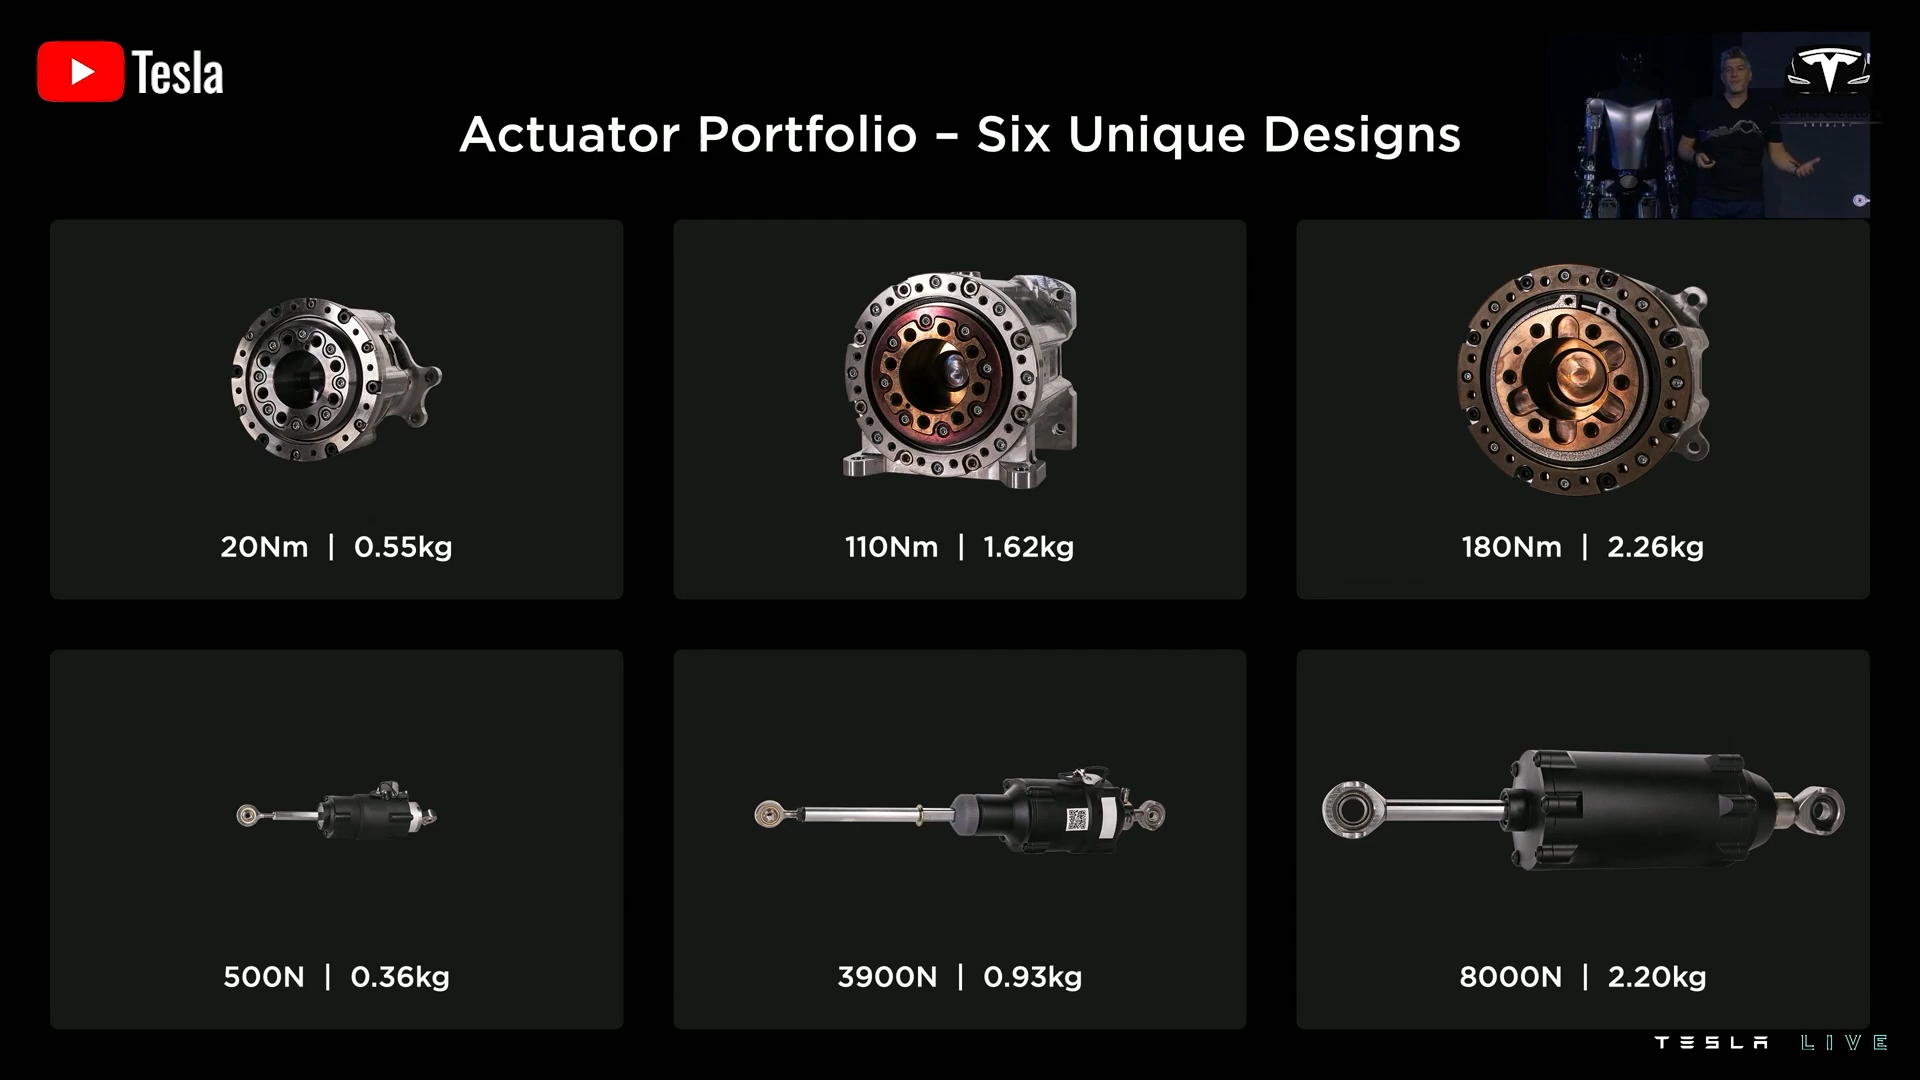 Tesla
Actuator Portfolio – Six Unique Designs
20Nm | 0.55kg
110Nm | 1.62kg
180Nm | 2.26kg
500N | 0.36kg
3900N | 0.93kg
8000N | 2.20kg
TESLA LIVE